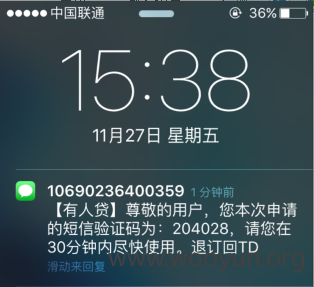 中国联通 36%
15:38
11月27日 星期五
10690236400359 1分钟前
【有人贷】尊敬的用户，您本次申请
的短信验证码为：204028，请您在
30分钟内尽快使用。退订回TD
滑动来回复
www.wooyun.org